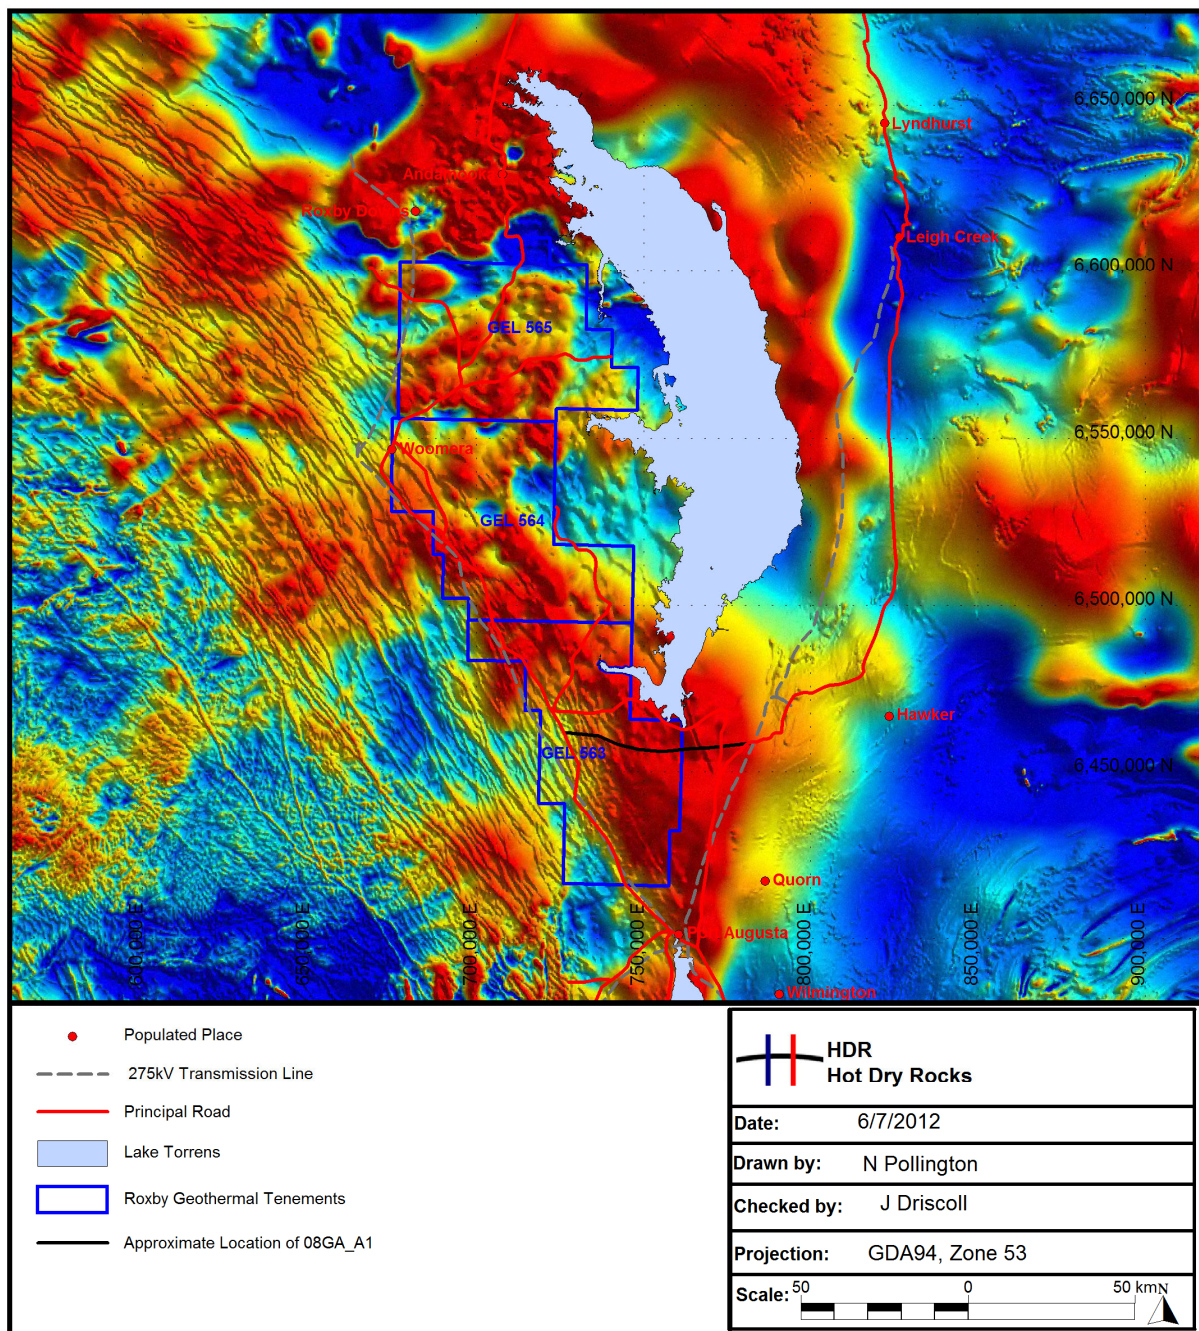 6,650,000 N
Lyndhurst
Andamooka
Roxby Downs
Leigh Creek
6,600,000 N
GEL 565
6,550,000 N
Woomera
GEL 564
6,500,000 N
Hawker
GEL 563
6,450,000 N
Quorn
Port Augusta
Wilmington
600,000 E
650,000 E
700,000 E
750,000 E
800,000 E
850,000 E
900,000 E
Populated Place
275kV Transmission Line
Principal Road
Lake Torrens
Roxby Geothermal Tenements
Approximate Location of 08GA_A1
HDR
Hot Dry Rocks
Date: 6/7/2012
Drawn by: N Pollington
Checked by: J Driscoll
Projection: GDA94, Zone 53
Scale: 50 0 50 km N